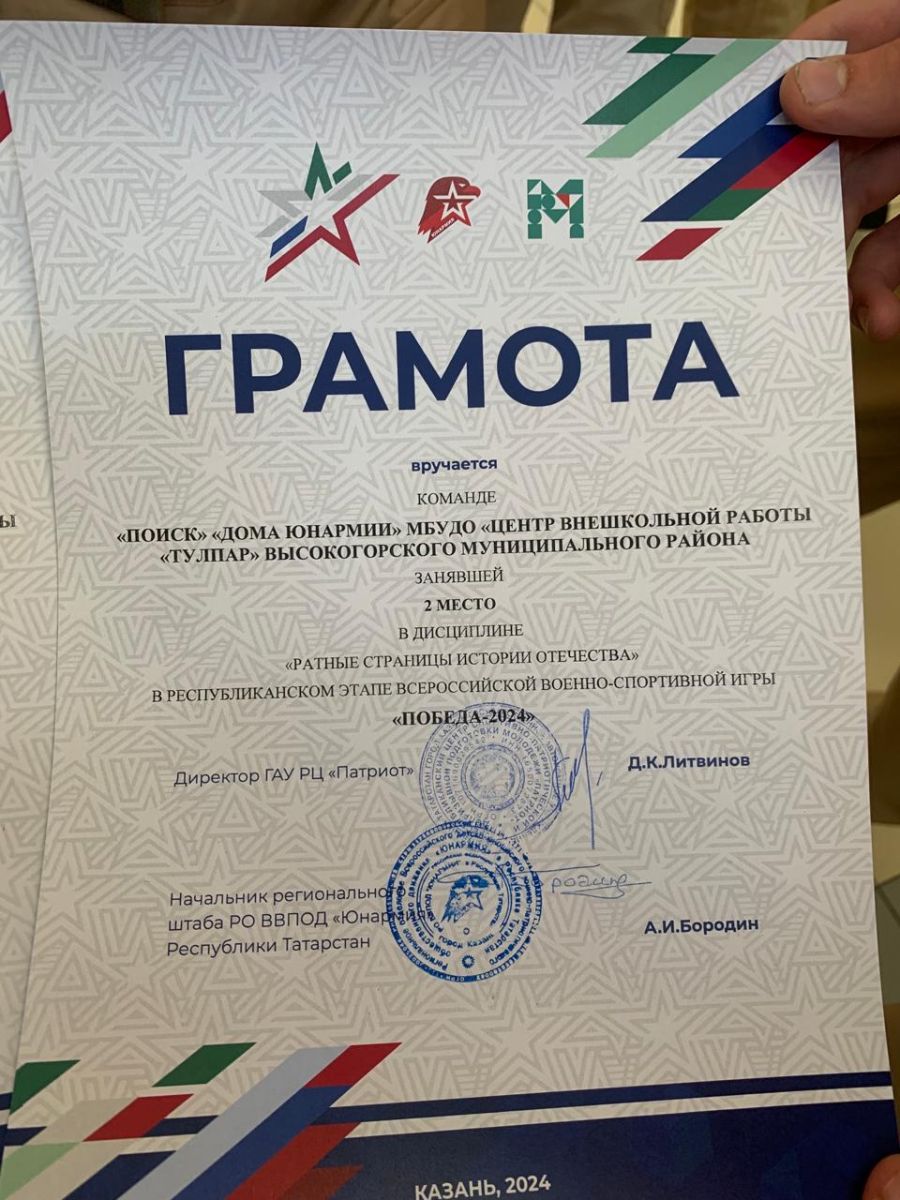 ЮНАРМИЯ
ГРАМОТА
вручается
КОМАНДЕ
«ПОИСК» «ДОМА ЮНАРМИИ» МБУДО «ЦЕНТР ВНЕШКОЛЬНОЙ РАБОТЫ
Ы
«ТУЛПАР» ВЫСОКОГОРСКОГО МУНИЦИПАЛЬНОГО РАЙОНА
ЗАНЯВШЕЙ
2 МЕСТО
В ДИСЦИПЛИНЕ
«РАТНЫЕ СТРАНИЦЫ ИСТОРИИ ОТЕЧЕСТВА»
В РЕСПУБЛИКАНСКОМ ЭТАПЕ ВСЕРОССИЙСКОЙ ВОЕННО-СПОРТИВНОЙ ИГРЫ
«ПОБЕДА-2024»
Директор ГАУ РЦ «Патриот»
Д.К.Литвинов
Начальник регионального
штаба РО ВВПОД «Юнармия»
Республики Татарстан
А.И.Бородин
КАЗАНЬ, 2024